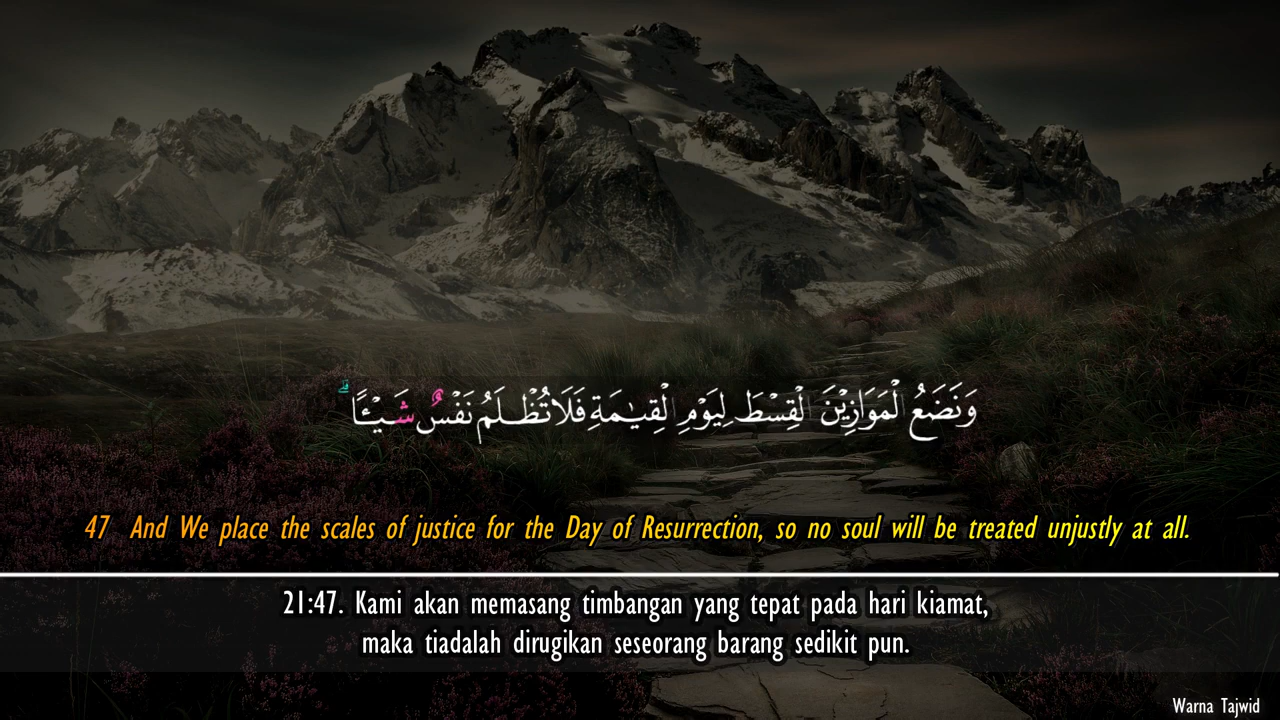 وَنَضَعُ الْمَوَازِيْنَ الْقِسْطَ لِيَوْمِ الْقِيٰمَةِ فَلَا تُظْلَمُ نَفْسٌ شَيْـًٔاۗ
47 And We place the scales of justice for the Day of Resurrection, so no soul will be treated unjustly at all.
21:47. Kami akan memasang timbangan yang tepat pada hari kiamat,
maka tiadalah dirugikan seseorang barang sedikit pun.
Warna Tajwid